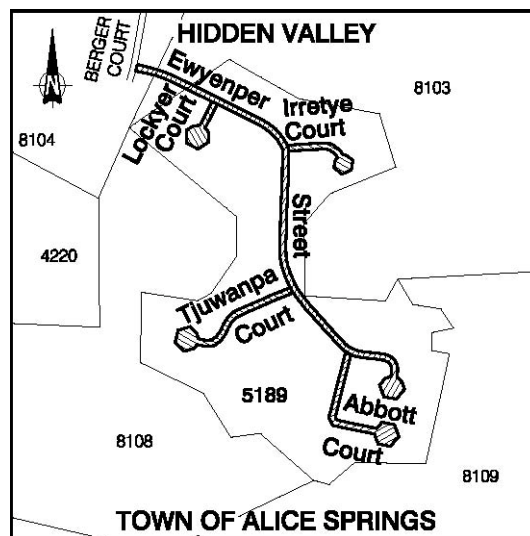 HIDDEN VALLEY
BERGER
COURT
Ewyenper
8103
N
Lockyer
Court
Irretye
Court
8104
Street
4220
Tjuwanpa
Court
5189
Abbott
Court
8108
8109
TOWN OF ALICE SPRINGS